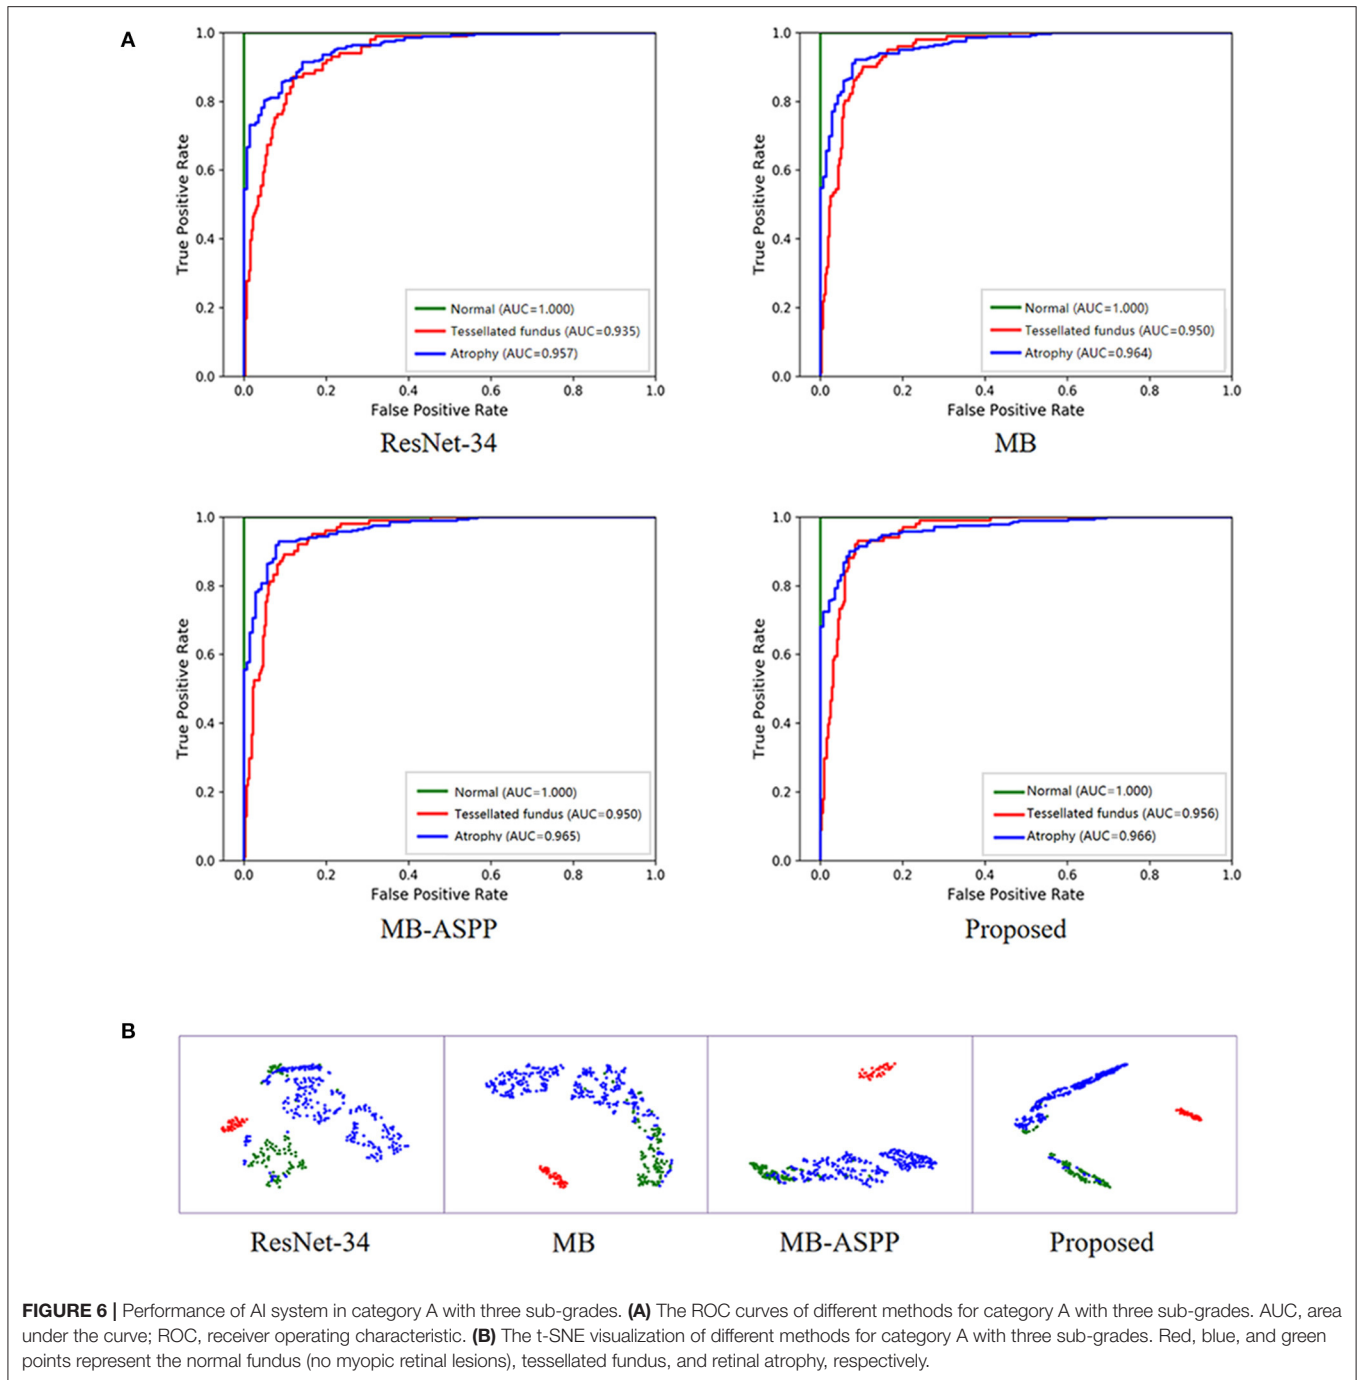 A
1.0
0.8
0.6
0.4
0.2
0.0
True Positive Rate
Normal (AUC=1.000)
Tessellated fundus (AUC=0.935)
Atrophy (AUC=0.957)
0.0 0.2 0.4 0.6 0.8 1.0
False Positive Rate
ResNet-34
1.0
0.8
0.6
0.4
0.2
0.0
True Positive Rate
Normal (AUC=1.000)
Tessellated fundus (AUC=0.950)
Atrophy (AUC=0.964)
0.0 0.2 0.4 0.6 0.8 1.0
False Positive Rate
MB
1.0
0.8
0.6
0.4
0.2
0.0
True Positive Rate
Normal (AUC=1.000)
Tessellated fundus (AUC=0.950)
Atrophy (AUC=0.965)
0.0 0.2 0.4 0.6 0.8 1.0
False Positive Rate
MB-ASPP
1.0
0.8
0.6
0.4
0.2
0.0
True Positive Rate
Normal (AUC=1.000)
Tessellated fundus (AUC=0.956)
Atrophy (AUC=0.966)
0.0 0.2 0.4 0.6 0.8 1.0
False Positive Rate
Proposed
B
ResNet-34 MB MB-ASPP Proposed
FIGURE 6 | Performance of AI system in category A with three sub-grades. (A) The ROC curves of different methods for category A with three sub-grades. AUC, area
under the curve; ROC, receiver operating characteristic. (B) The t-SNE visualization of different methods for category A with three sub-grades. Red, blue, and green
points represent the normal fundus (no myopic retinal lesions), tessellated fundus, and retinal atrophy, respectively.